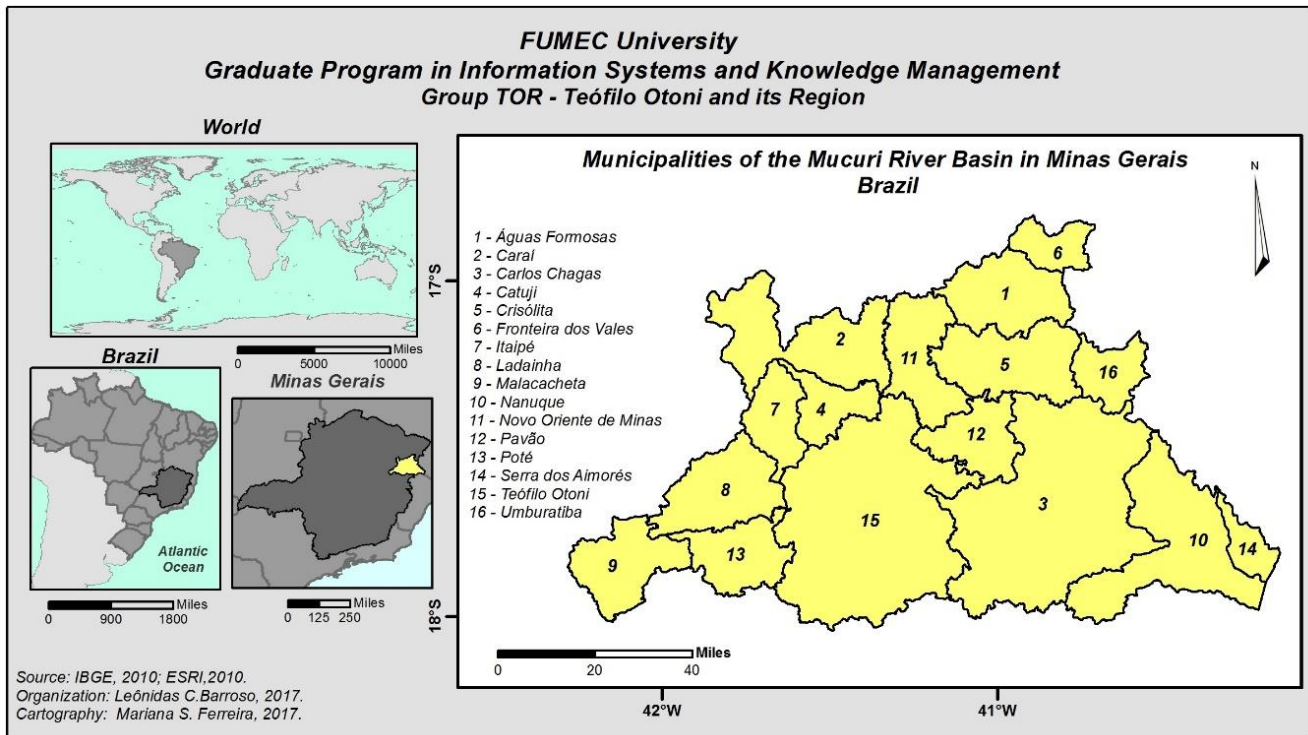 FUMEC University
Graduate Program in Information Systems and Knowledge Management
Group TOR - Teófilo Otoni and its Region
World
Miles
0 5000 10000
Brazil
Atlantic
Ocean
Miles
0 900 1800
Minas Gerais
Miles
0 125 250
Source: IBGE, 2010; ESRI,2010.
Organization: Leônidas C.Barroso, 2017.
Cartography: Mariana S. Ferreira, 2017.
Municipalities of the Mucuri River Basin in Minas Gerais
Brazil
N
1 - Águas Formosas
2 - Caraí
3 - Carlos Chagas
4 - Catuji
5 - Crisólita
6 - Fronteira dos Vales
7 - Itaipé
8 - Ladainha
9 - Malacacheta
10 - Nanuque
11 - Novo Oriente de Minas
12 - Pavão
13 - Poté
14 - Serra dos Aimorés
15 - Teófilo Otoni
16 - Umburatiba
17°S
18°S
6
1
2
11
5
16
7
4
12
8
3
15
10
14
9
13
Miles
0 20 40
42°W 41°W